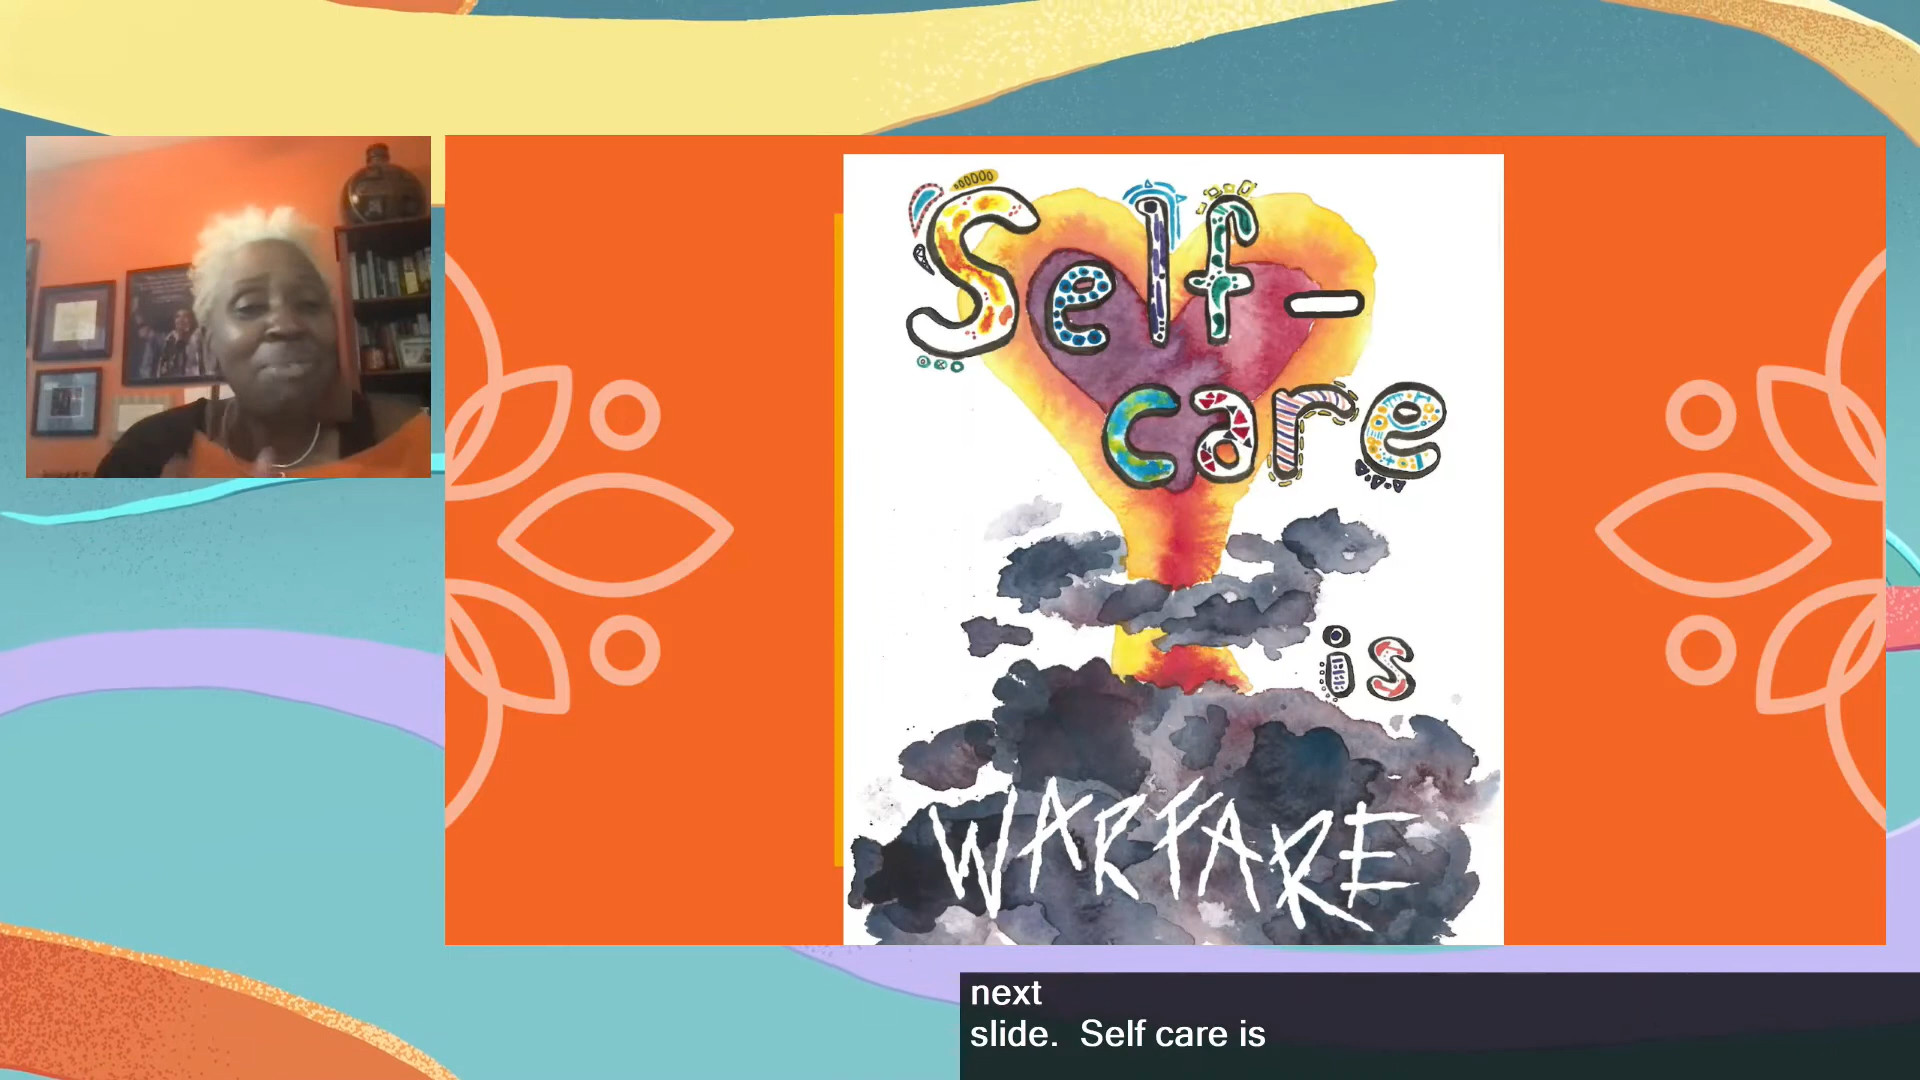 Self-
care
is
WARFARE
next
slide.  Self care is